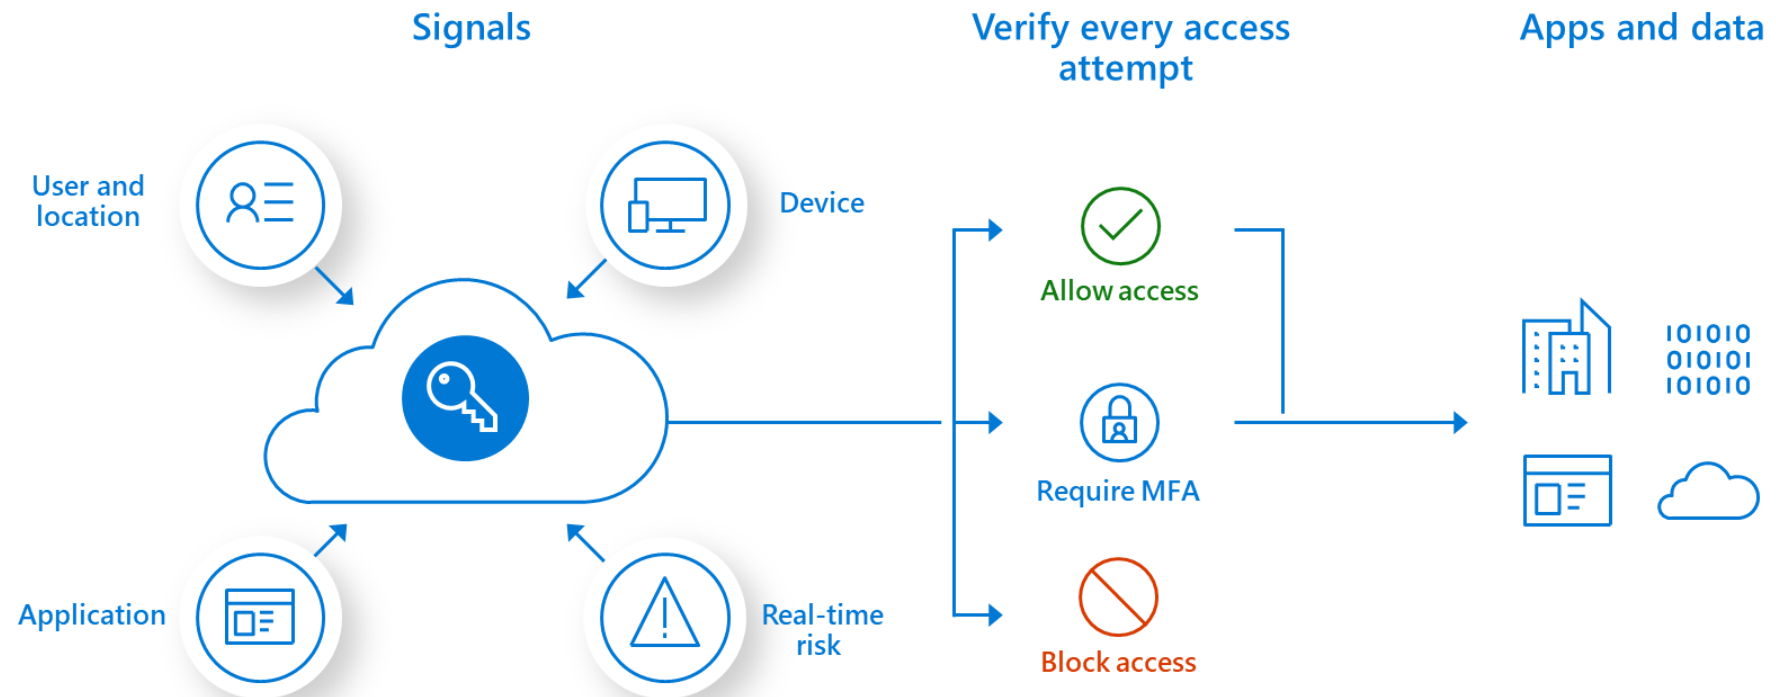 Signals
Verify every access
attempt
Apps and data
User and
location
Device
Allow access
101010
010101
101010
Require MFA
Application
Real-time
risk
Block access